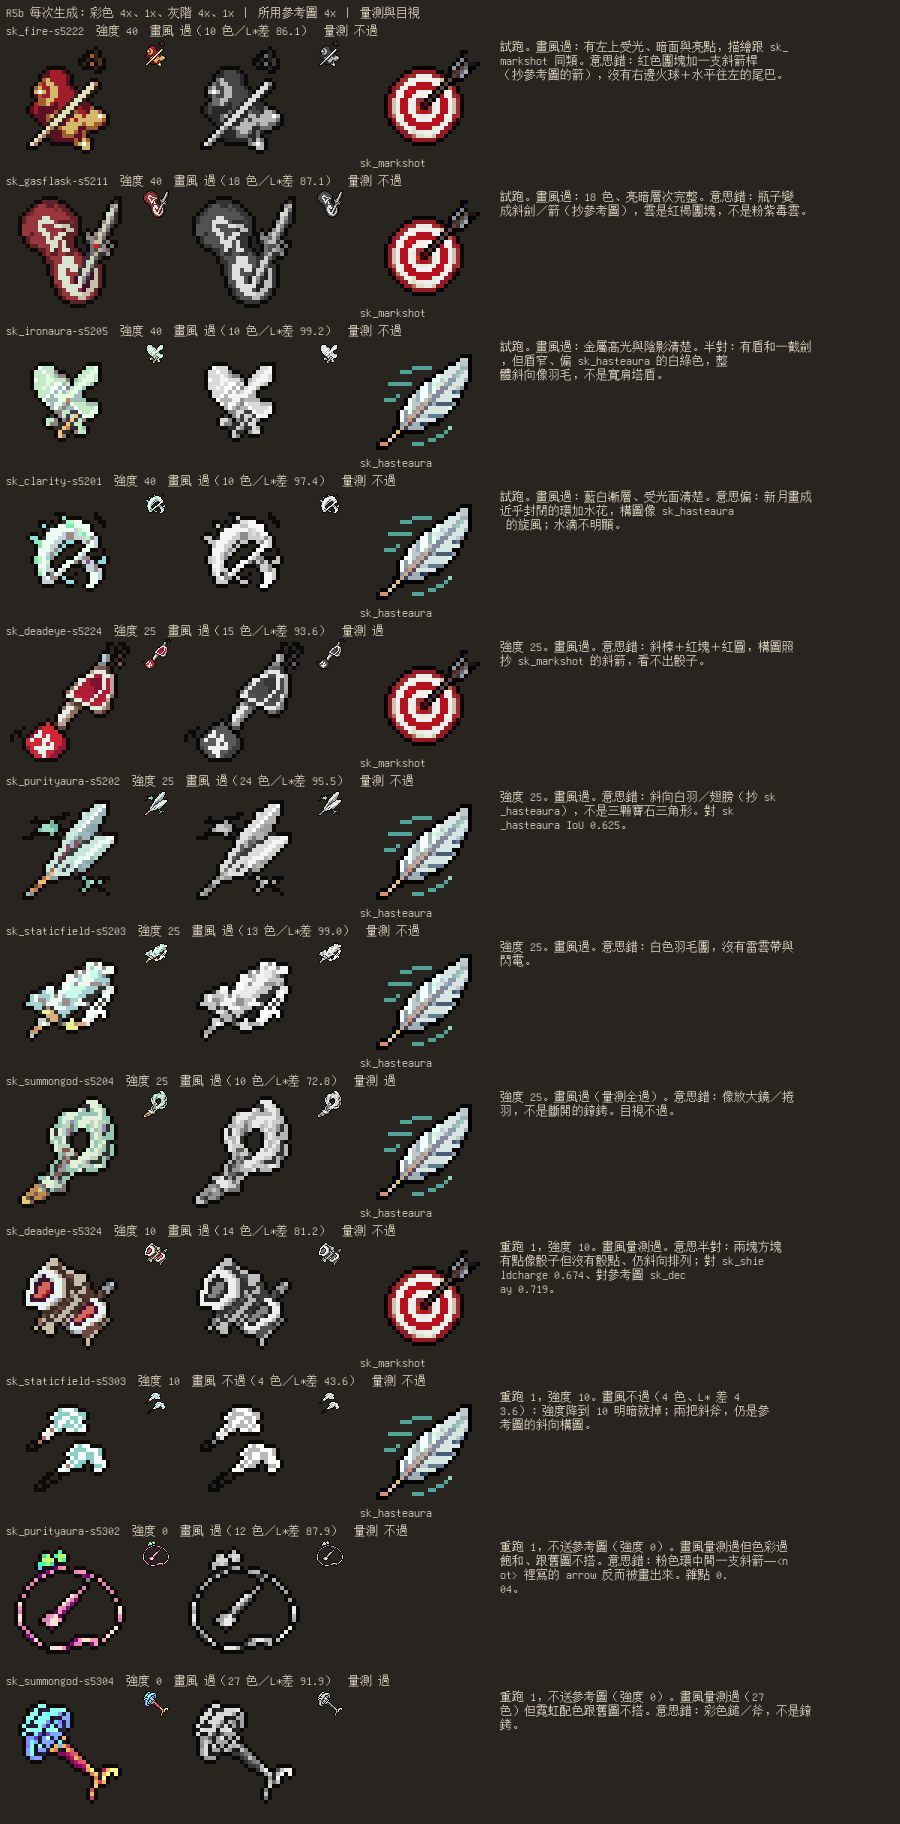 R5b 每次生成：彩色 4x、1x、灰階 4x、1x ｜ 所用參考圖 4x ｜ 量測與目視
sk_fire-s5222 強度 40 畫風 過（10 色／L*差 86.1） 量測 不過
試跑。畫風過：有左上受光、暗面與亮點，描繪跟 sk_
markshot 同類。意思錯：紅色團塊加一支斜箭桿
（抄參考圖的箭），沒有右邊火球＋水平往左的尾巴。
sk_markshot
sk_gasflask-s5211 強度 40 畫風 過（18 色／L*差 87.1） 量測 不過
試跑。畫風過：18 色、亮暗層次完整。意思錯：瓶子變
成斜劍／箭（抄參考圖），雲是紅褐團塊，不是粉紫毒雲。
sk_markshot
sk_ironaura-s5205 強度 40 畫風 過（10 色／L*差 99.2） 量測 不過
試跑。畫風過：金屬高光與陰影清楚。半對：有盾和一截劍
，但盾窄、偏 sk_hasteaura 的白綠色，整
體斜向像羽毛，不是寬肩塔盾。
sk_hasteaura
sk_clarity-s5201 強度 40 畫風 過（10 色／L*差 97.4） 量測 不過
試跑。畫風過：藍白漸層、受光面清楚。意思偏：新月畫成
近乎封閉的環加水花，構圖像 sk_hasteaura
的旋風；水滴不明顯。
sk_hasteaura
sk_deadeye-s5224 強度 25 畫風 過（15 色／L*差 93.6） 量測 過
強度 25。畫風過。意思錯：斜棒＋紅塊＋紅圓，構圖照
抄 sk_markshot 的斜箭，看不出骰子。
sk_markshot
sk_purityaura-s5202 強度 25 畫風 過（24 色／L*差 95.5） 量測 不過
強度 25。畫風過。意思錯：斜向白羽／翅膀（抄 sk
_hasteaura），不是三顆寶石三角形。對 sk
_hasteaura IoU 0.625。
sk_hasteaura
sk_staticfield-s5203 強度 25 畫風 過（13 色／L*差 99.0） 量測 不過
強度 25。畫風過。意思錯：白色羽毛團，沒有雷雲帶與
閃電。
sk_hasteaura
sk_summongod-s5204 強度 25 畫風 過（10 色／L*差 72.8） 量測 過
強度 25。畫風過（量測全過）。意思錯：像放大鏡／捲
羽，不是斷開的鐐銬。目視不過。
sk_hasteaura
sk_deadeye-s5324 強度 10 畫風 過（14 色／L*差 81.2） 量測 不過
重跑 1，強度 10。畫風量測過。意思半對：兩塊方塊
有點像骰子但沒有骰點、仍斜向排列；對 sk_shie
ldcharge 0.674、對參考圖 sk_dec
ay 0.719。
sk_markshot
sk_staticfield-s5303 強度 10 畫風 不過（4 色／L*差 43.6） 量測 不過
重跑 1，強度 10。畫風不過（4 色、L* 差 4
3.6）：強度降到 10 明暗就掉；兩把斜斧，仍是參
考圖的斜向構圖。
sk_hasteaura
sk_purityaura-s5302 強度 0 畫風 過（12 色／L*差 87.9） 量測 不過
重跑 1，不送參考圖（強度 0）。畫風量測過但色彩過
飽和、跟舊圖不搭。意思錯：粉色環中間一支斜箭——<n
ot> 裡寫的 arrow 反而被畫出來。雜點 0.
04。
sk_summongod-s5304 強度 0 畫風 過（27 色／L*差 91.9） 量測 過
重跑 1，不送參考圖（強度 0）。畫風量測過（27
色）但霓虹配色跟舊圖不搭。意思錯：彩色鎚／斧，不是鐐
銬。